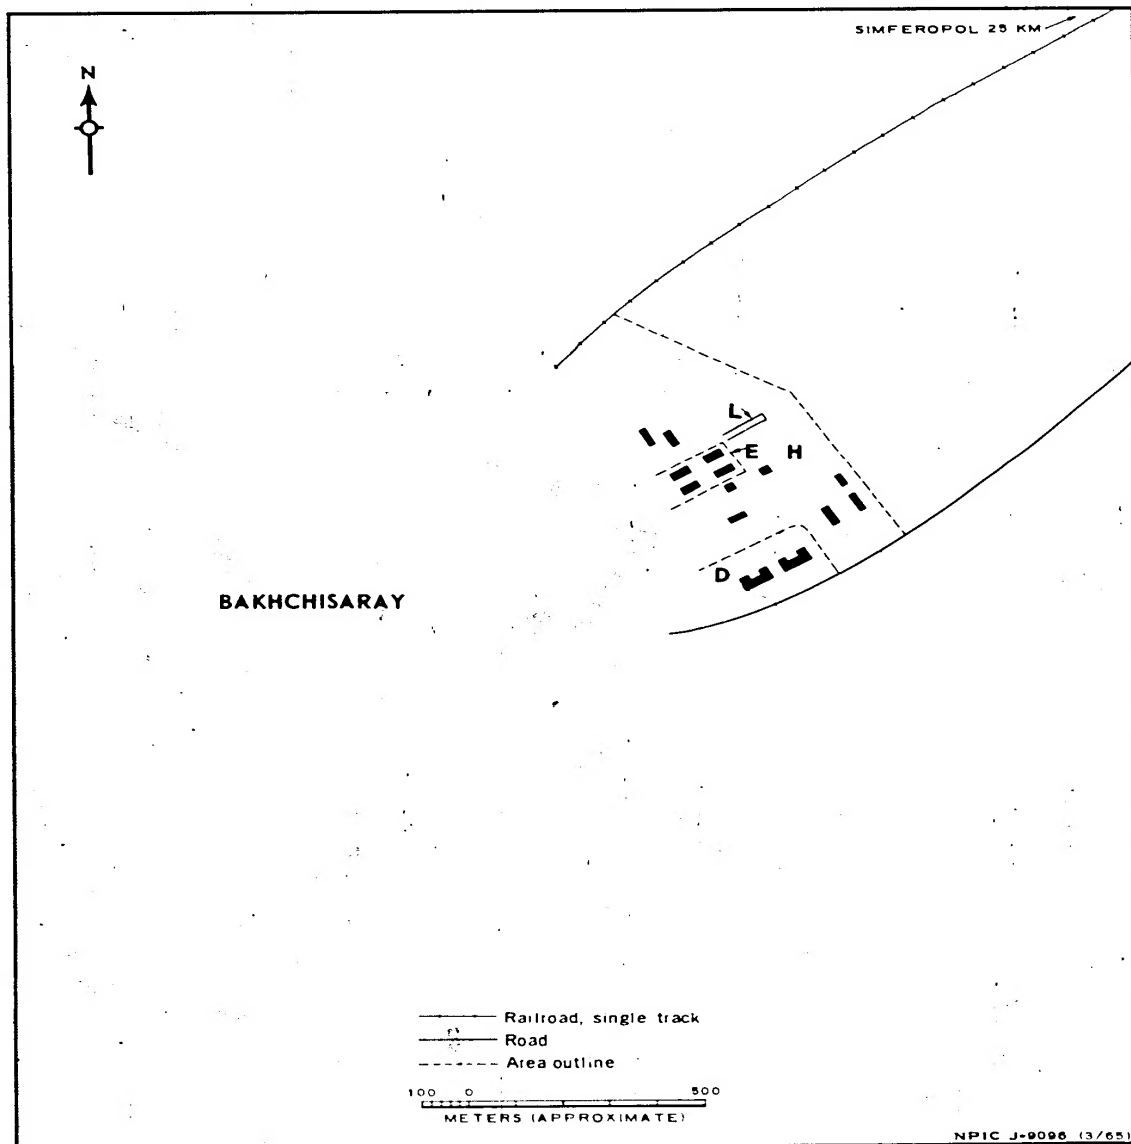 SIMFEROPOL 25 KM
N
L
E
H
D
BAKHCHISARAY
Railroad, single track
Road
Area outline
100 0 500
METERS (APPROXIMATE)
NPIC J-9096 (3/65)